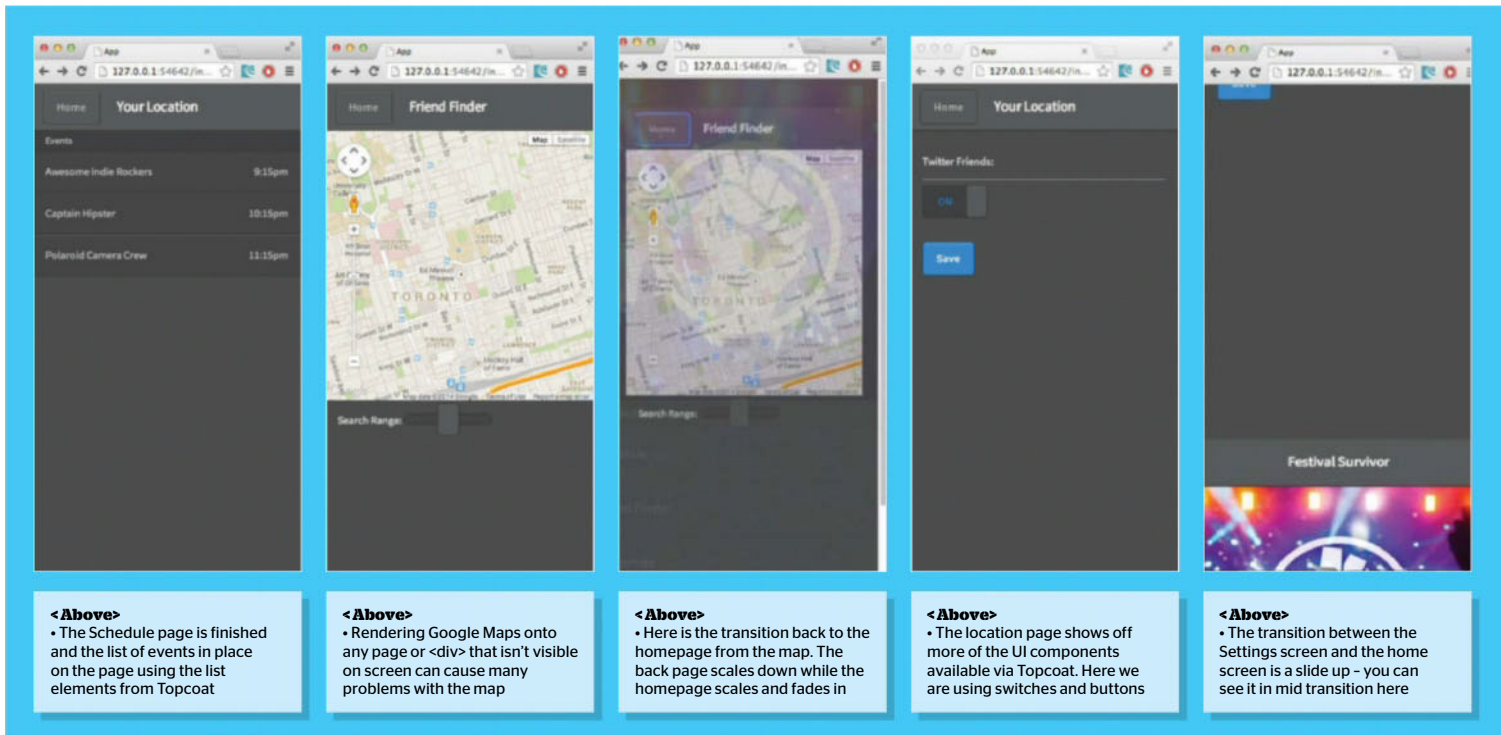 App
127.0.0.1:54642/in...
Home
Your Location
Events
Awesome Indie Rockers 9:15pm
Captain Hipster 10:15pm
Polaroid Camera Crew 11:15pm
<Above>
• The Schedule page is finished
and the list of events in place
on the page using the list
elements from Topcoat
App
127.0.0.1:54642/in...
Home
Friend Finder
Map Satellite
TORONTO
Search Range:
<Above>
• Rendering Google Maps onto
any page or <div> that isn't visible
on screen can cause many
problems with the map
App
127.0.0.1:54642/in...
Home
Friend Finder
Map Satellite
TORONTO
Search Range:
<Above>
• Here is the transition back to the
homepage from the map. The
back page scales down while the
homepage scales and fades in
App
127.0.0.1:54642/in...
Home
Your Location
Twitter Friends:
ON
Save
<Above>
• The location page shows off
more of the UI components
available via Topcoat. Here we
are using switches and buttons
App
127.0.0.1:54642/in...
Save
Festival Survivor
<Above>
• The transition between the
Settings screen and the home
screen is a slide up – you can
see it in mid transition here